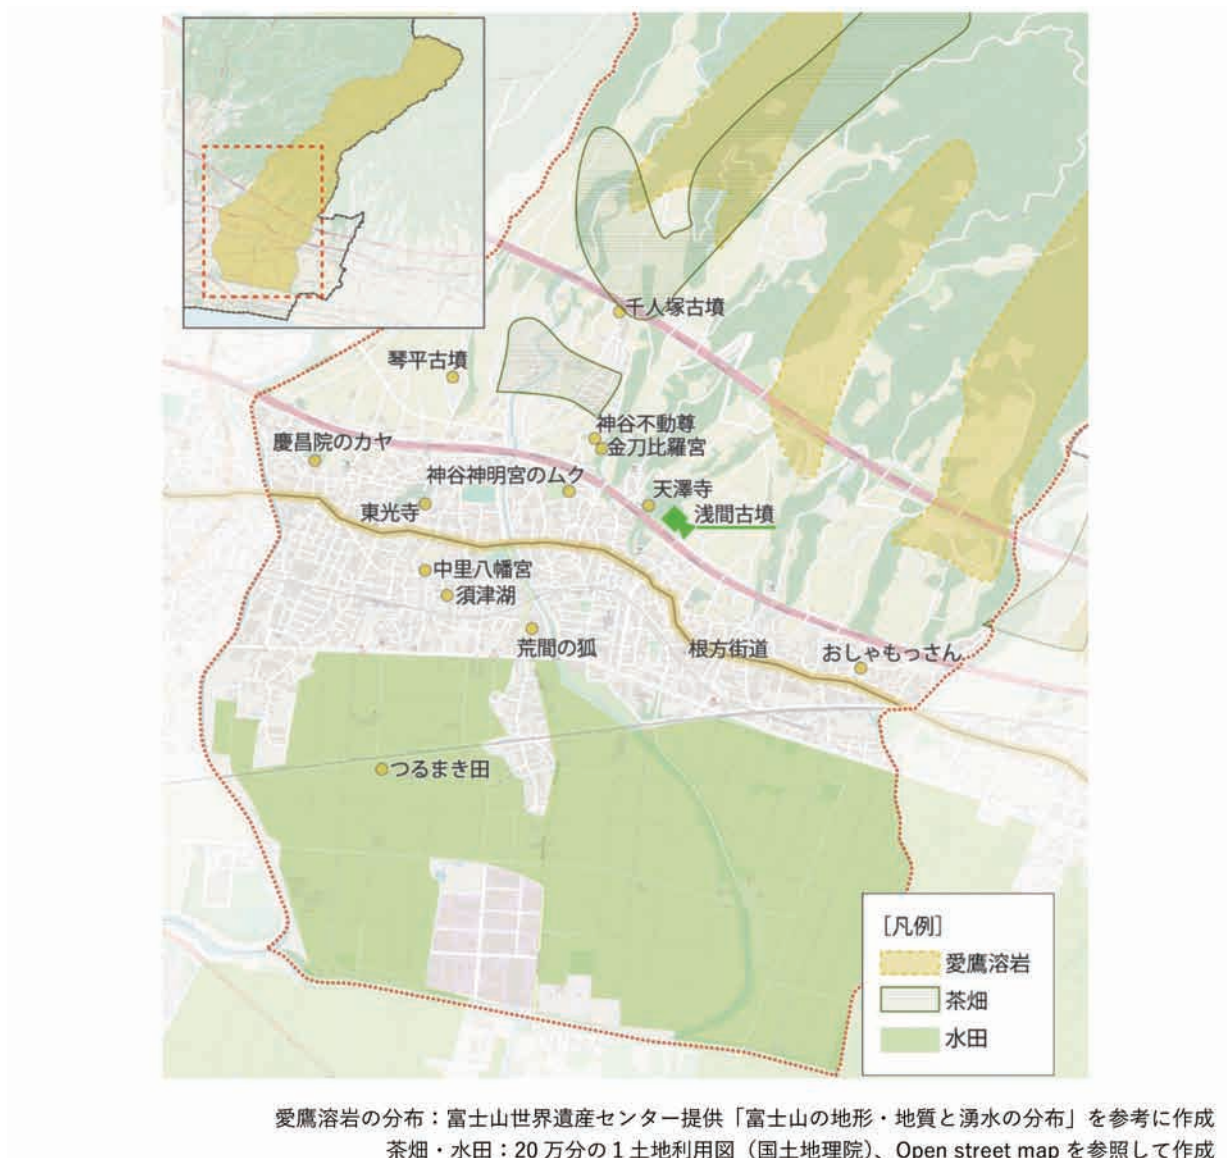 千人塚古墳
琴平古墳
神谷不動尊
慶昌院のカヤ
金刀比羅宮
神谷神明宮のムク
天澤寺
東光寺
浅間古墳
中里八幡宮
須津湖
荒間の狐
根方街道
おしゃもっさん
つるまき田
［凡例］
愛鷹溶岩
茶畑
水田
愛鷹溶岩の分布：富士山世界遺産センター提供「富士山の地形・地質と湧水の分布」を参考に作成
茶畑・水田：20万分の1土地利用図（国土地理院）、Open street map を参照して作成